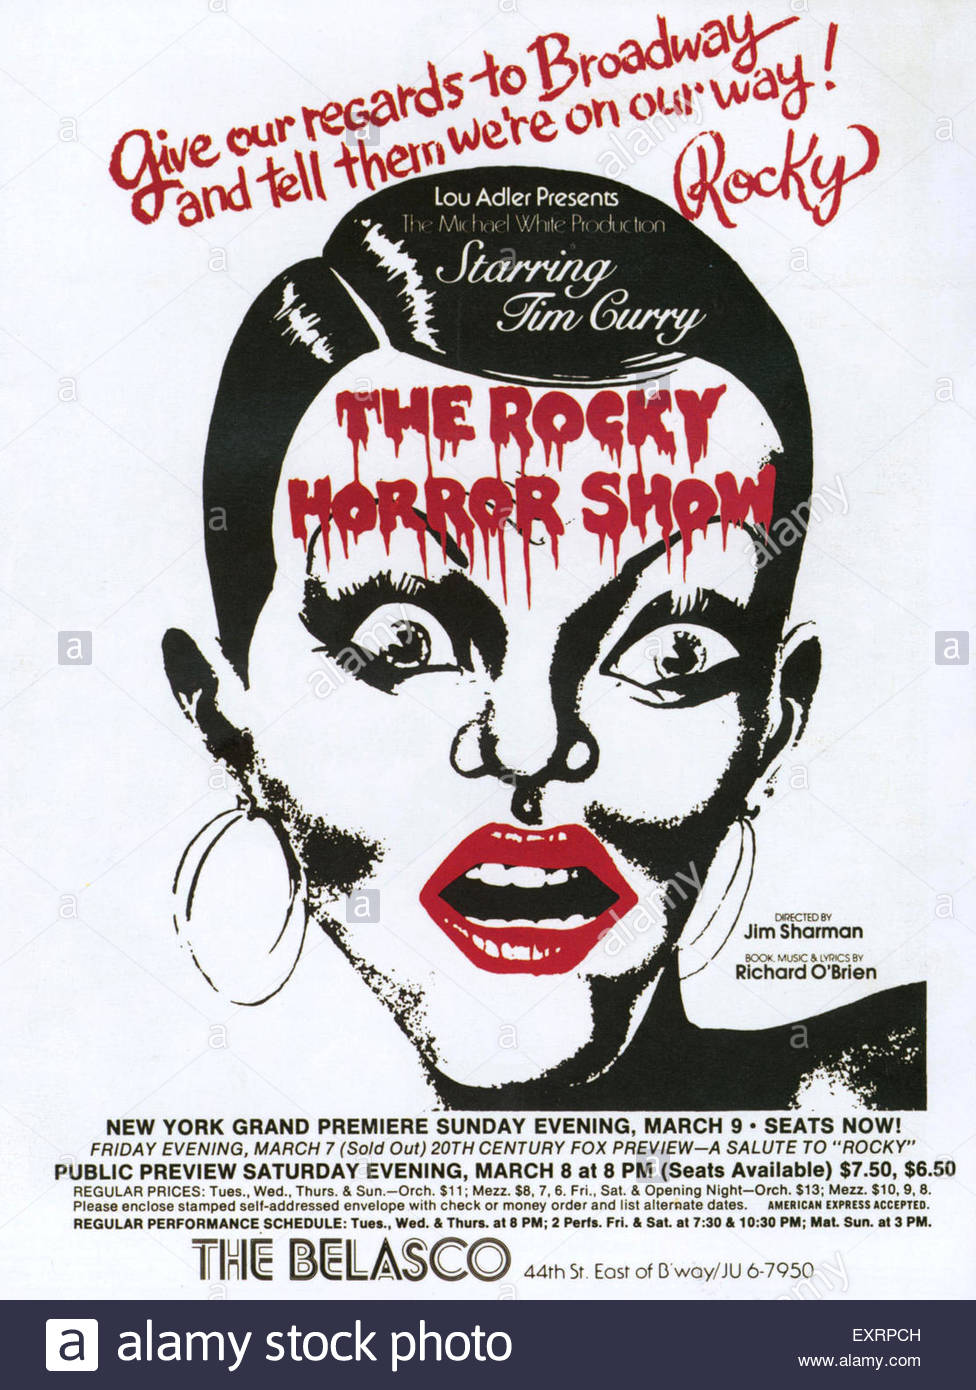 Give our regards to Broadway
and tell them we're on our way!
Rocky
Lou Adler Presents
The Michael White Production
Starring
Tim Curry
THE ROCKY
HORROR SHOW
DIRECTED BY
Jim Sharman
BOOK, MUSIC & LYRICS BY
Richard O'Brien
NEW YORK GRAND PREMIERE SUNDAY EVENING, MARCH 9 • SEATS NOW!
FRIDAY EVENING, MARCH 7 (Sold Out) 20TH CENTURY FOX PREVIEW—A SALUTE TO "ROCKY"
PUBLIC PREVIEW SATURDAY EVENING, MARCH 8 at 8 PM (Seats Available) $7.50, $6.50
REGULAR PRICES: Tues., Wed., Thurs. & Sun.—Orch. $11; Mezz. $8, 7, 6. Fri., Sat. & Opening Night—Orch. $13; Mezz. $10, 9, 8.
Please enclose stamped self-addressed envelope with check or money order and list alternate dates. AMERICAN EXPRESS ACCEPTED.
REGULAR PERFORMANCE SCHEDULE: Tues., Wed. & Thurs. at 8 PM; 2 Perfs. Fri. & Sat. at 7:30 & 10:30 PM; Mat. Sun. at 3 PM.
THE BELASCO 44th St. East of B'way/JU 6-7950
a alamy stock photo
EXRPCH
www.alamy.com